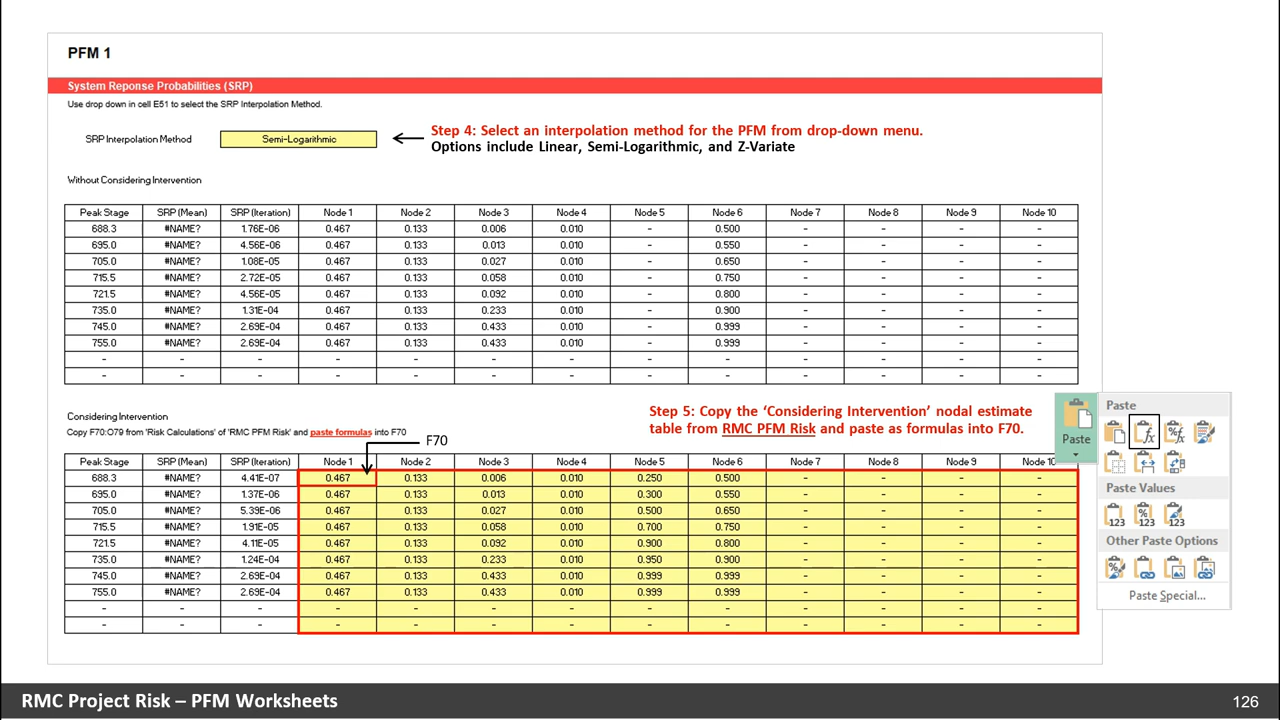 PFM 1
System Reponse Probabilities (SRP)
Use drop down in cell E51 to select the SRP Interpolation Method.
SRP Interpolation Method
Semi-Logarithmic
Step 4: Select an interpolation method for the PFM from drop-down menu.
Options include Linear, Semi-Logarithmic, and Z-Variate
Without Considering Intervention
Peak Stage SRP (Mean) SRP (Iteration) Node 1 Node 2 Node 3 Node 4 Node 5 Node 6 Node 7 Node 8 Node 9 Node 10
688.3 #NAME? 1.76E-06 0.467 0.133 0.006 0.010 - 0.500 - - - -
695.0 #NAME? 4.56E-06 0.467 0.133 0.013 0.010 - 0.550 - - - -
705.0 #NAME? 1.08E-05 0.467 0.133 0.027 0.010 - 0.650 - - - -
715.5 #NAME? 2.72E-05 0.467 0.133 0.058 0.010 - 0.750 - - - -
721.5 #NAME? 4.56E-05 0.467 0.133 0.092 0.010 - 0.800 - - - -
735.0 #NAME? 1.31E-04 0.467 0.133 0.233 0.010 - 0.900 - - - -
745.0 #NAME? 2.69E-04 0.467 0.133 0.433 0.010 - 0.999 - - - -
755.0 #NAME? 2.69E-04 0.467 0.133 0.433 0.010 - 0.999 - - - -
- - - - - - - - - - - - -
- - - - - - - - - - - - -
Considering Intervention
Copy F70:O79 from 'Risk Calculations' of 'RMC PFM Risk' and paste formulas into F70
F70
Step 5: Copy the ‘Considering Intervention’ nodal estimate
table from RMC PFM Risk and paste as formulas into F70.
Peak Stage SRP (Mean) SRP (Iteration) Node 1 Node 2 Node 3 Node 4 Node 5 Node 6 Node 7 Node 8 Node 9 Node 10
688.3 #NAME? 4.41E-07 0.467 0.133 0.006 0.010 0.250 0.500 - - - -
695.0 #NAME? 1.37E-06 0.467 0.133 0.013 0.010 0.300 0.550 - - - -
705.0 #NAME? 5.39E-06 0.467 0.133 0.027 0.010 0.500 0.650 - - - -
715.5 #NAME? 1.91E-05 0.467 0.133 0.058 0.010 0.700 0.750 - - - -
721.5 #NAME? 4.11E-05 0.467 0.133 0.092 0.010 0.900 0.800 - - - -
735.0 #NAME? 1.24E-04 0.467 0.133 0.233 0.010 0.950 0.900 - - - -
745.0 #NAME? 2.69E-04 0.467 0.133 0.433 0.010 0.999 0.999 - - - -
755.0 #NAME? 2.69E-04 0.467 0.133 0.433 0.010 0.999 0.999 - - - -
- - - - - - - - - - - - -
- - - - - - - - - - - - -
Paste
Paste
fx %fx
Paste Values
123 %123 123
Other Paste Options
%
Paste Special...
RMC Project Risk – PFM Worksheets
126